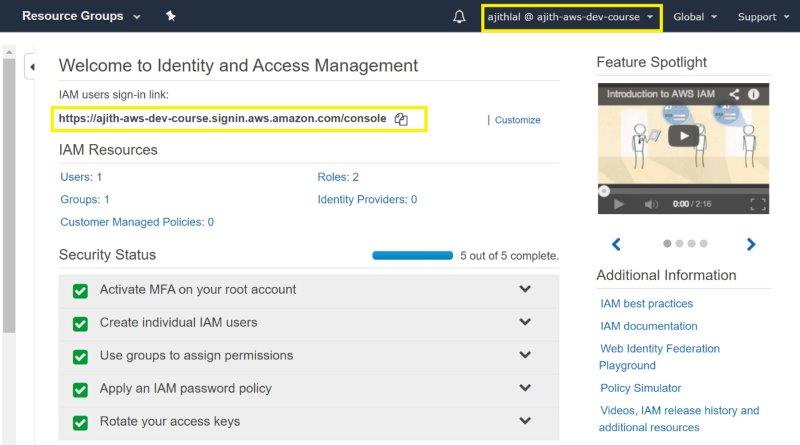 Resource Groups
ajithlal @ ajith-aws-dev-course
Global
Support
Welcome to Identity and Access Management
IAM users sign-in link:
https://ajith-aws-dev-course.signin.aws.amazon.com/console
| Customize
IAM Resources
Users: 1
Roles: 2
Groups: 1
Identity Providers: 0
Customer Managed Policies: 0
Security Status
5 out of 5 complete.
Activate MFA on your root account
Create individual IAM users
Use groups to assign permissions
Apply an IAM password policy
Rotate your access keys
Feature Spotlight
Introduction to AWS IAM
0:00 / 2:16
Additional Information
IAM best practices
IAM documentation
Web Identity Federation
Playground
Policy Simulator
Videos, IAM release history and
additional resources